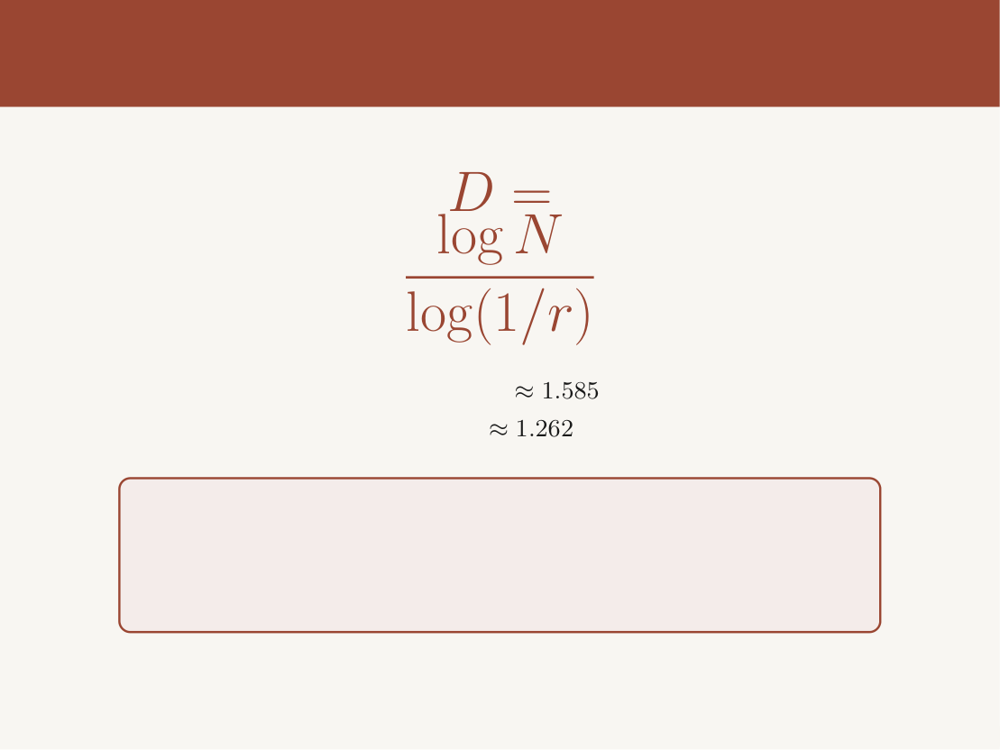 D =
log N
log(1/r)
≈ 1.585
≈ 1.262